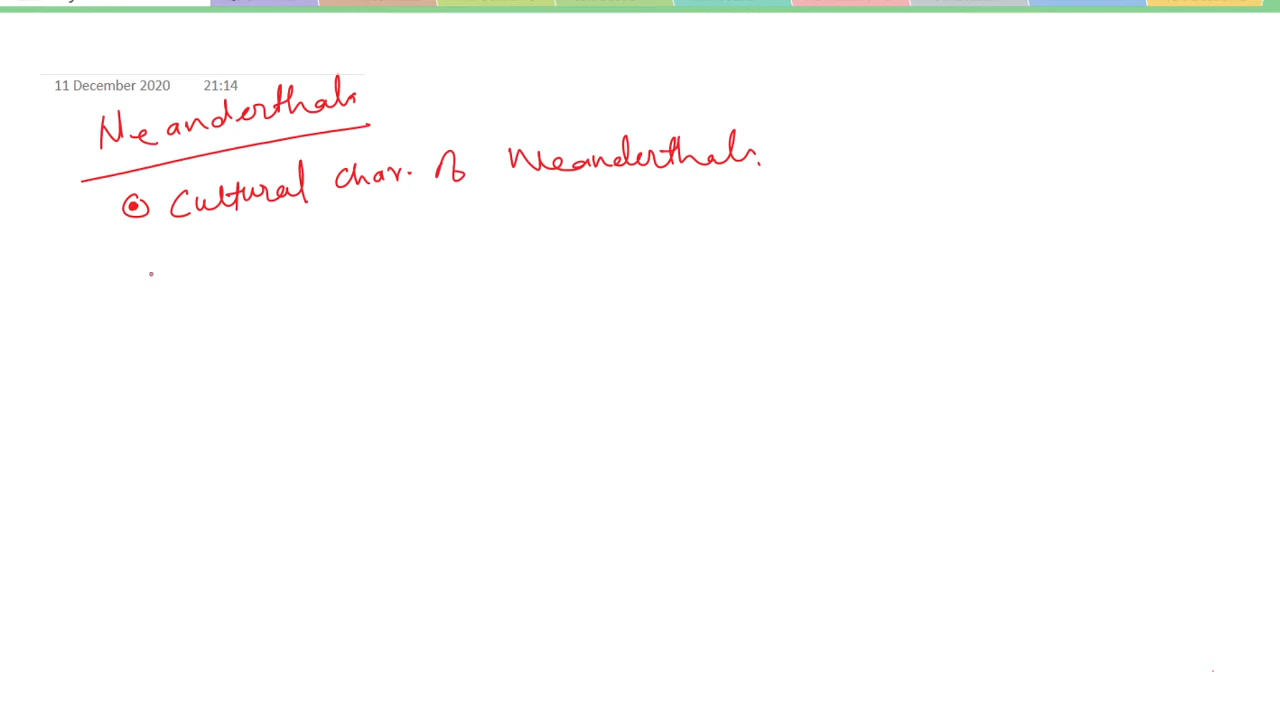 11 December 2020 21:14
Neanderthals
Cultural char. of Neanderthals.